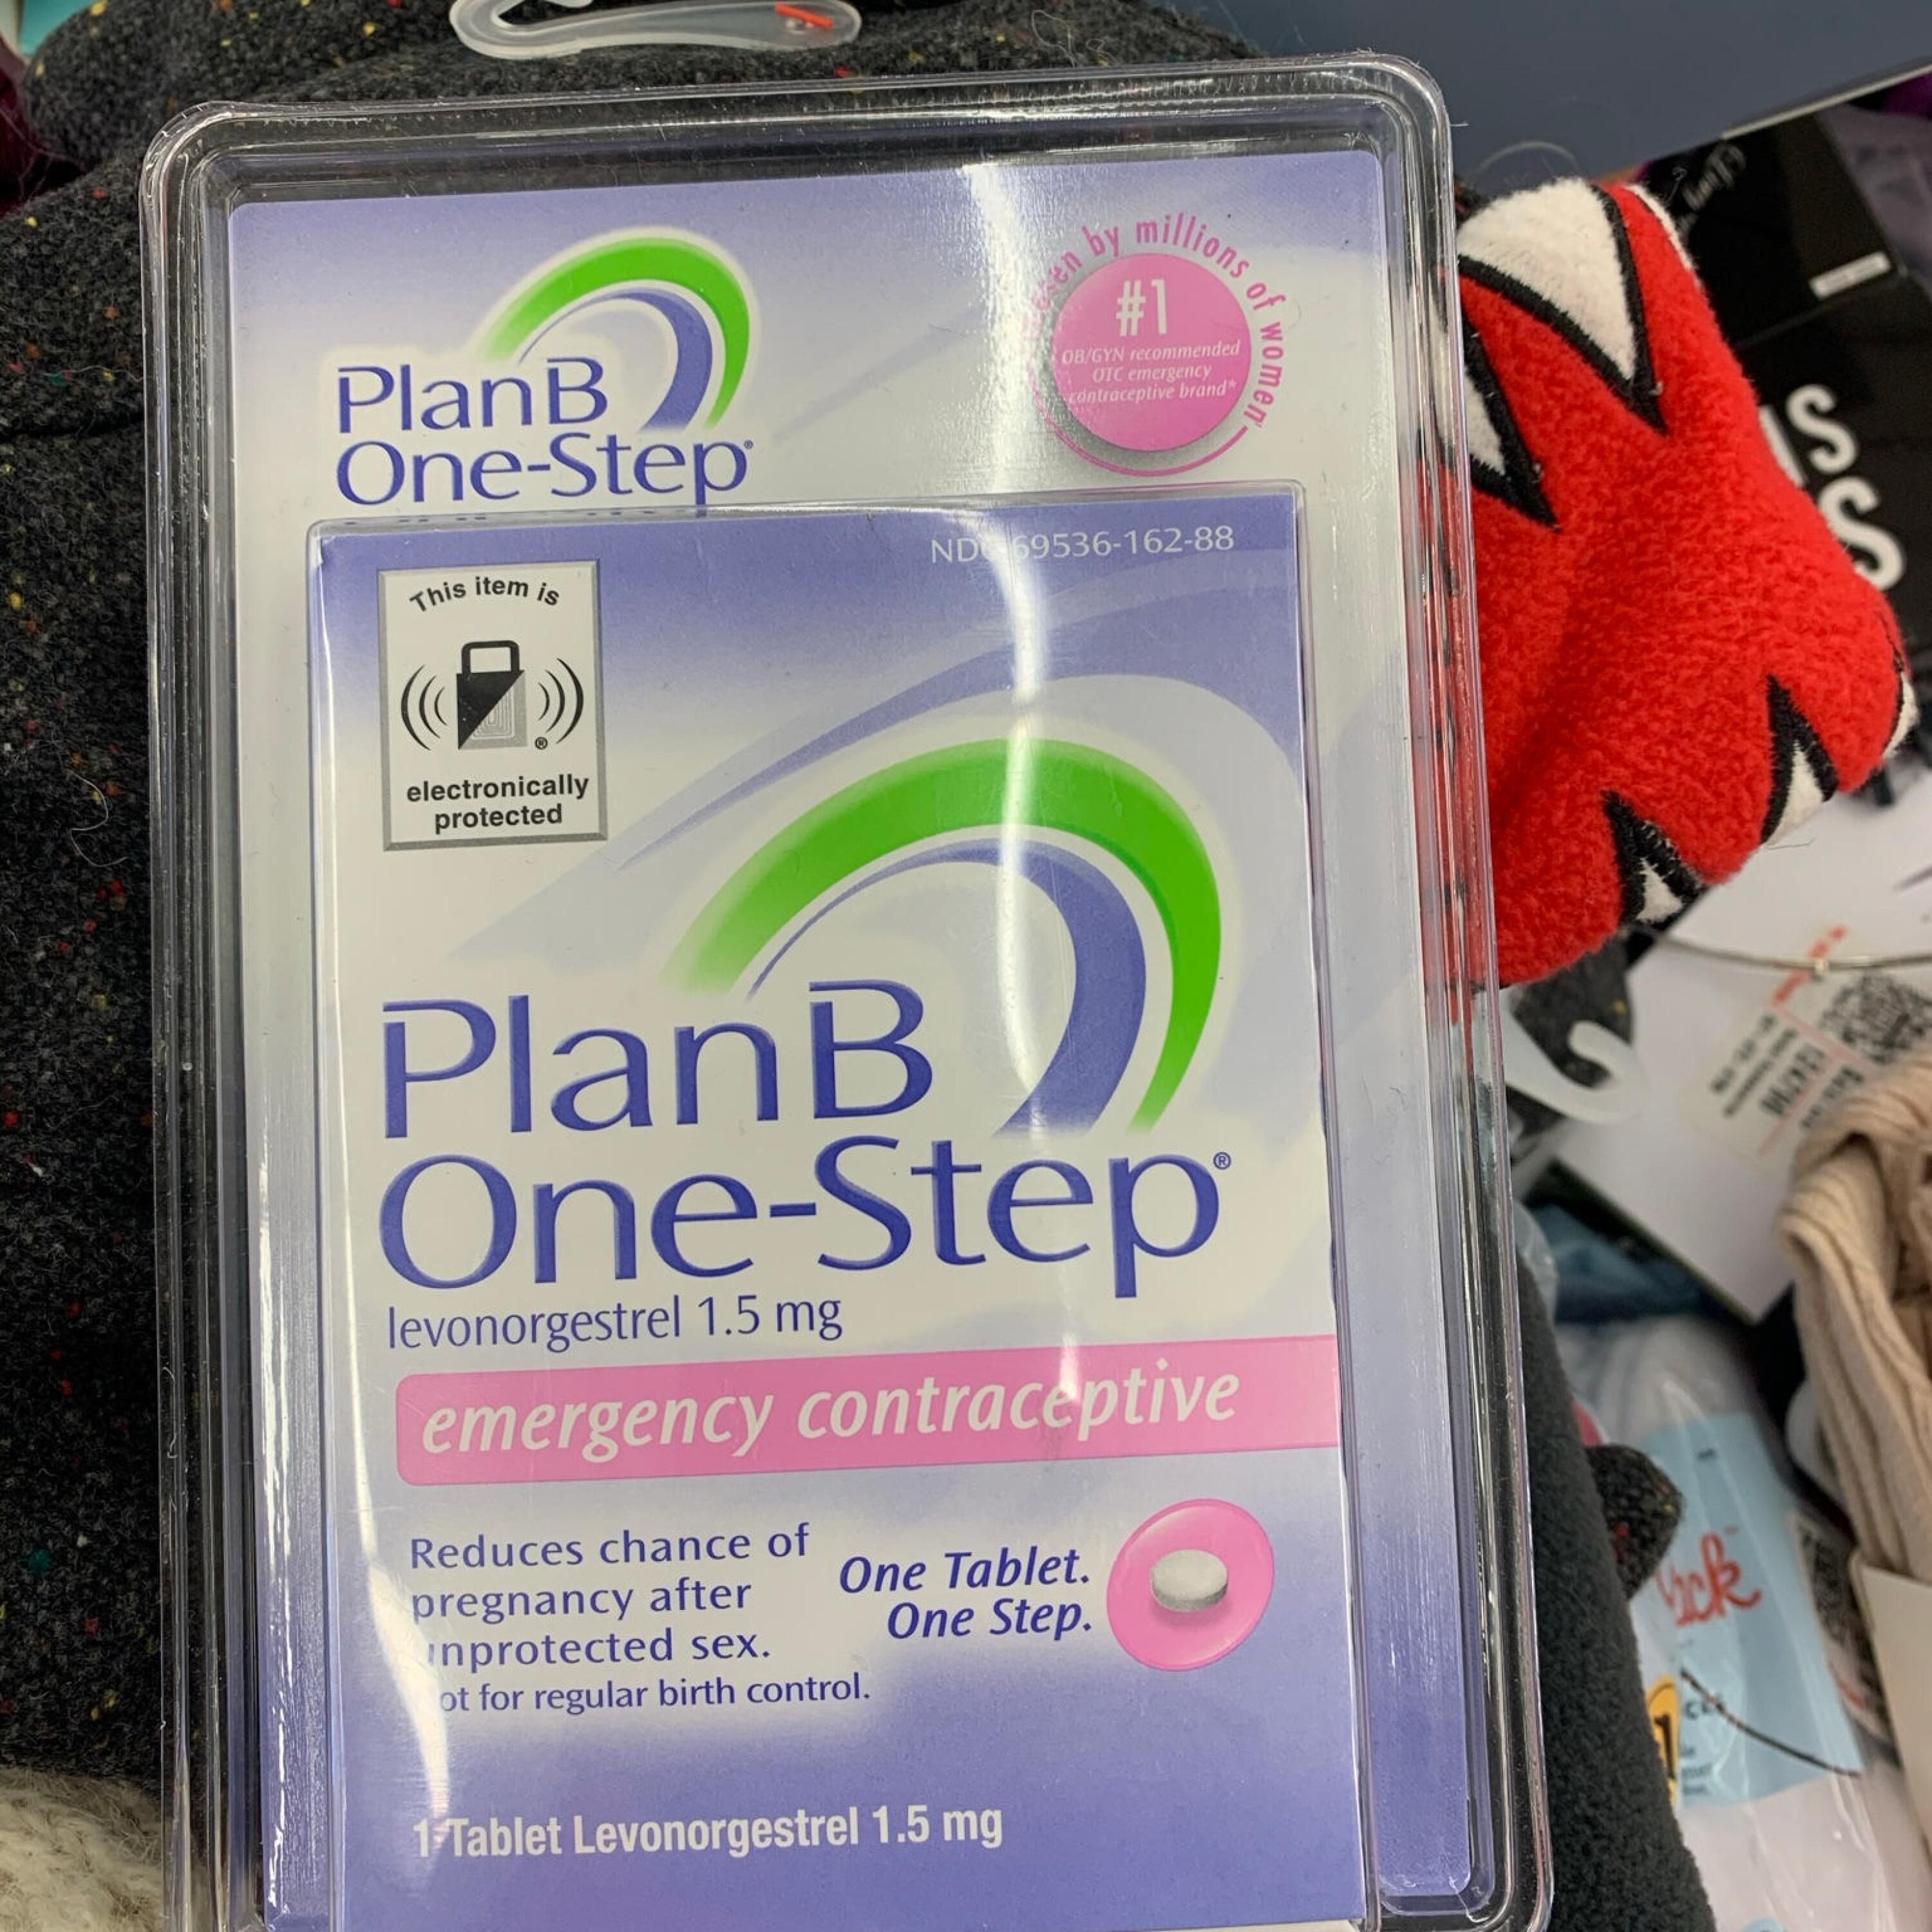 Plan B
One-Step®
by millions of women
#1
OB/GYN recommended
OTC emergency
contraceptive brand*
69536-162-88
This item is
®
electronically
protected
Plan B
One-Step®
levonorgestrel 1.5 mg
emergency contraceptive
Reduces chance of
pregnancy after
unprotected sex.
ot for regular birth control.
One Tablet.
One Step.
1 Tablet Levonorgestrel 1.5 mg